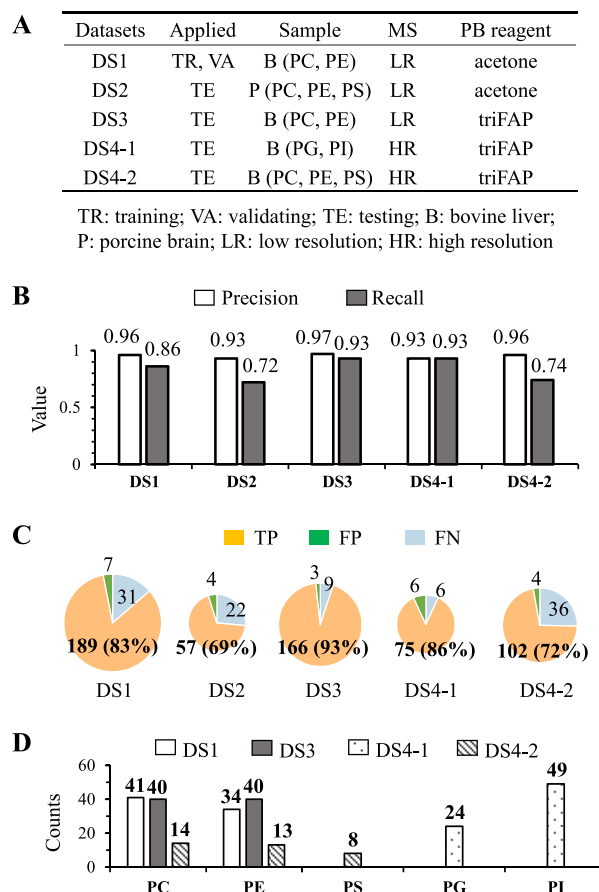 A
Datasets Applied Sample MS PB reagent
DS1 TR, VA B (PC, PE) LR acetone
DS2 TE P (PC, PE, PS) LR acetone
DS3 TE B (PC, PE) LR triFAP
DS4-1 TE B (PG, PI) HR triFAP
DS4-2 TE B (PC, PE, PS) HR triFAP
TR: training; VA: validating; TE: testing; B: bovine liver;
P: porcine brain; LR: low resolution; HR: high resolution
B
Precision Recall
0.96 0.86 0.93 0.72 0.97 0.93 0.93 0.93 0.96 0.74
1
0.5
0
Value
DS1 DS2 DS3 DS4-1 DS4-2
C
TP FP FN
7 31 189 (83%)
4 22 57 (69%)
3 9 166 (93%)
6 6 75 (86%)
4 36 102 (72%)
DS1 DS2 DS3 DS4-1 DS4-2
D
DS1 DS3 DS4-1 DS4-2
60
40
20
0
Counts
41 40 14 34 40 13 8 24 49
PC PE PS PG PI